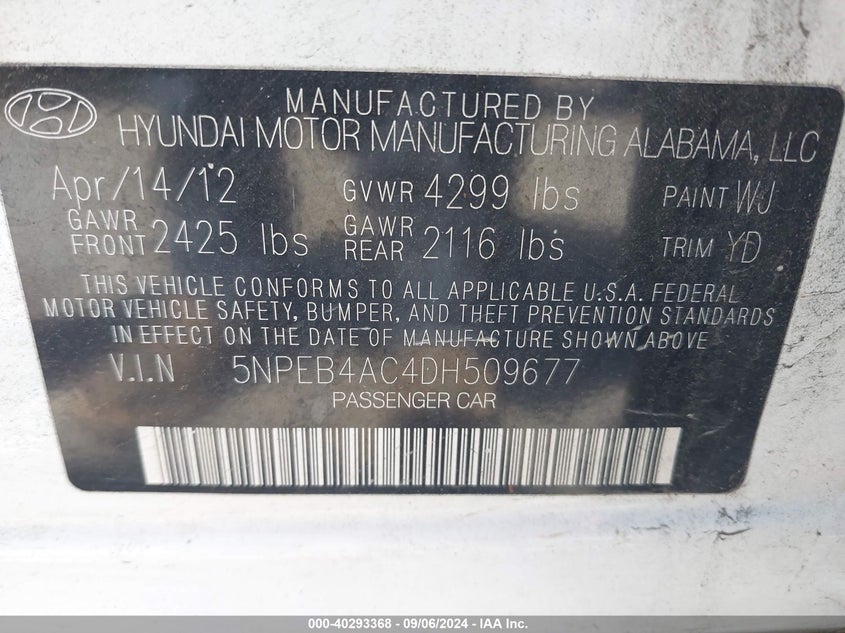 MANUFACTURED BY
HYUNDAI MOTOR MANUFACTURING ALABAMA, LLC
Apr/14/12 GVWR 4299 lbs PAINT WJ
GAWR FRONT 2425 lbs GAWR REAR 2116 lbs TRIM YD
THIS VEHICLE CONFORMS TO ALL APPLICABLE U.S.A. FEDERAL
MOTOR VEHICLE SAFETY, BUMPER, AND THEFT PREVENTION STANDARDS
IN EFFECT ON THE DATE OF MANUFACTURE SHOWN ABOVE
V.I.N 5NPEB4AC4DH509677
PASSENGER CAR
000-40293368 - 09/06/2024 - IAA Inc.